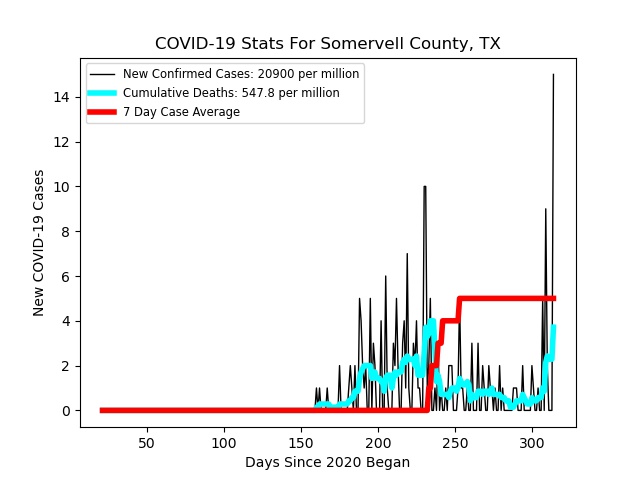 COVID-19 Stats For Somervell County, TX
New Confirmed Cases: 20900 per million
Cumulative Deaths: 547.8 per million
7 Day Case Average
New COVID-19 Cases
14
12
10
8
6
4
2
0
50 100 150 200 250 300
Days Since 2020 Began